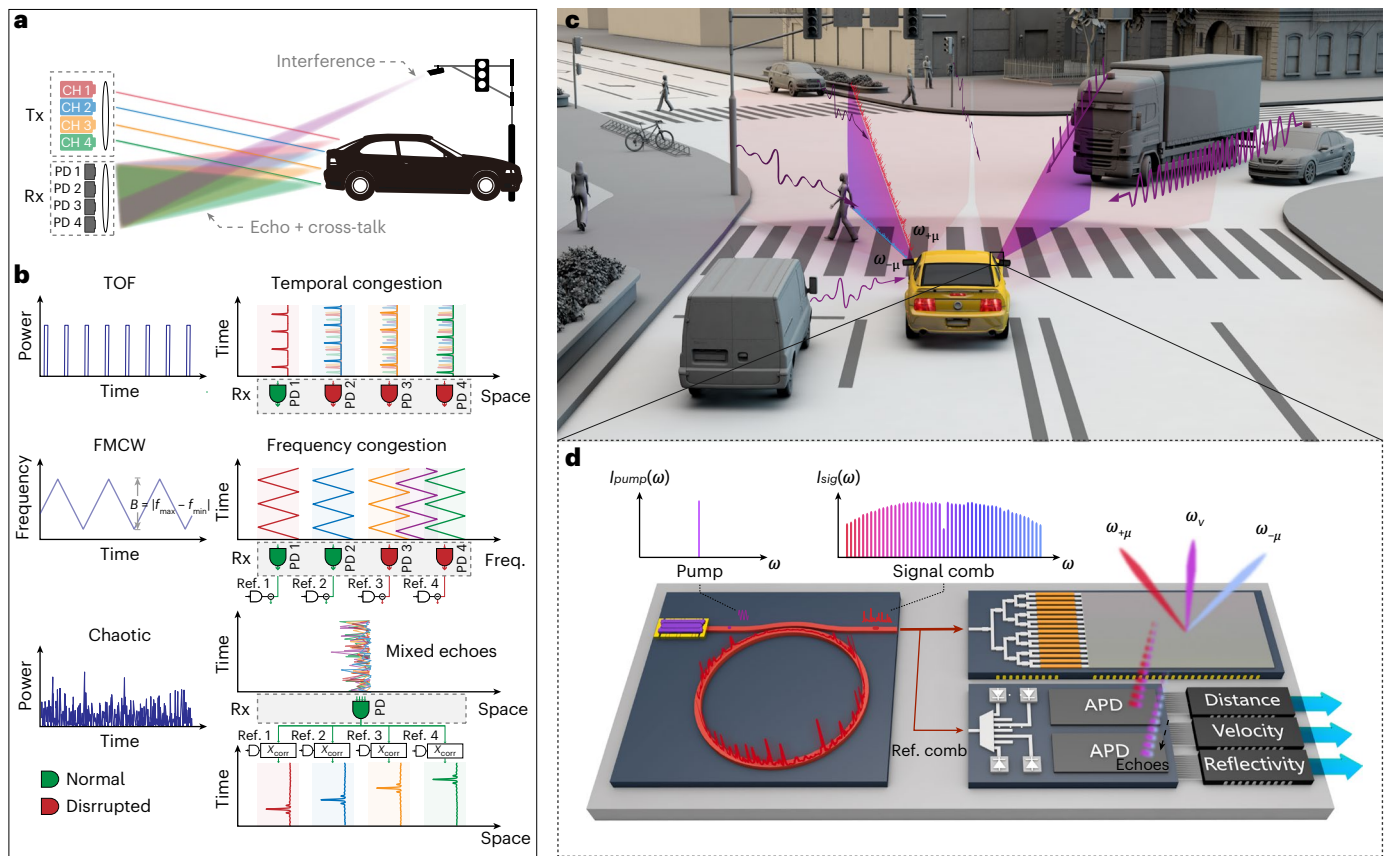 a
Interference
Tx
CH 1
CH 2
CH 3
CH 4
Rx
PD 1
PD 2
PD 3
PD 4
Echo + cross-talk
b
TOF
Power
Time
Temporal congestion
Time
Rx
PD 1
PD 2
PD 3
PD 4
Space
FMCW
Frequency
B = |fmax – fmin|
Time
Frequency congestion
Time
Rx
PD 1
PD 2
PD 3
PD 4
Freq.
Ref. 1
Ref. 2
Ref. 3
Ref. 4
Chaotic
Power
Time
Time
Mixed echoes
Rx
PD
Space
Ref. 1
Ref. 2
Ref. 3
Ref. 4
Xcorr
Xcorr
Xcorr
Xcorr
Time
Space
Normal
Disrrupted
c
ω+μ
ω−μ
d
Ipump(ω)
ω
Pump
Isig(ω)
ω
Signal comb
ω+μ
ωv
ω−μ
Ref. comb
APD
APD
Echoes
Distance
Velocity
Reflectivity